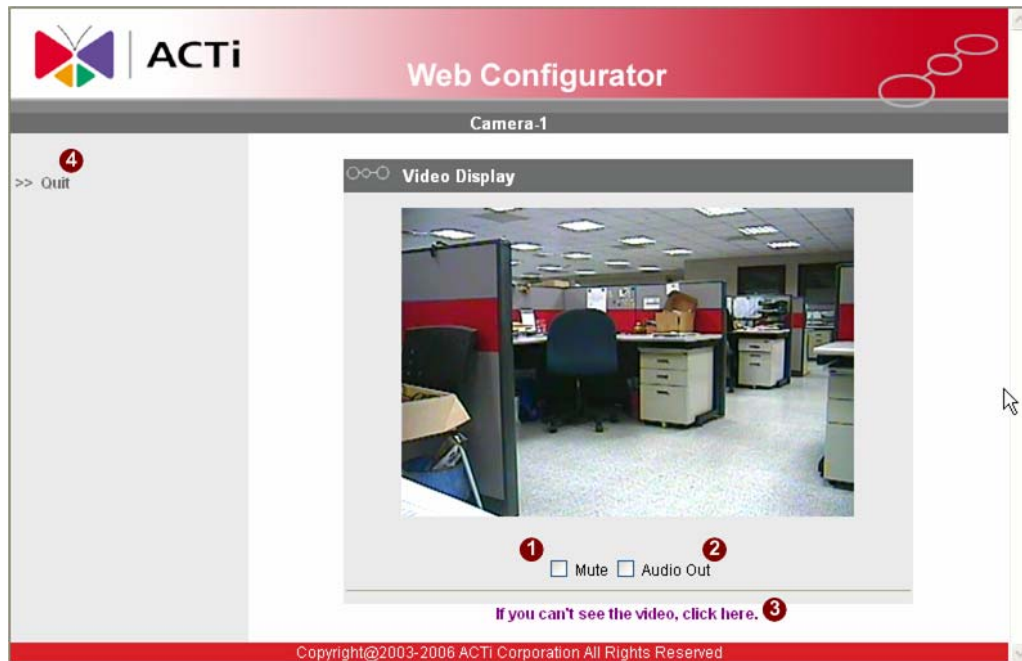 ACTi
Web Configurator
Camera-1
4
>> Quit
Video Display
1
2
Mute
Audio Out
If you can't see the video, click here. 3
Copyright@2003-2006 ACTi Corporation All Rights Reserved